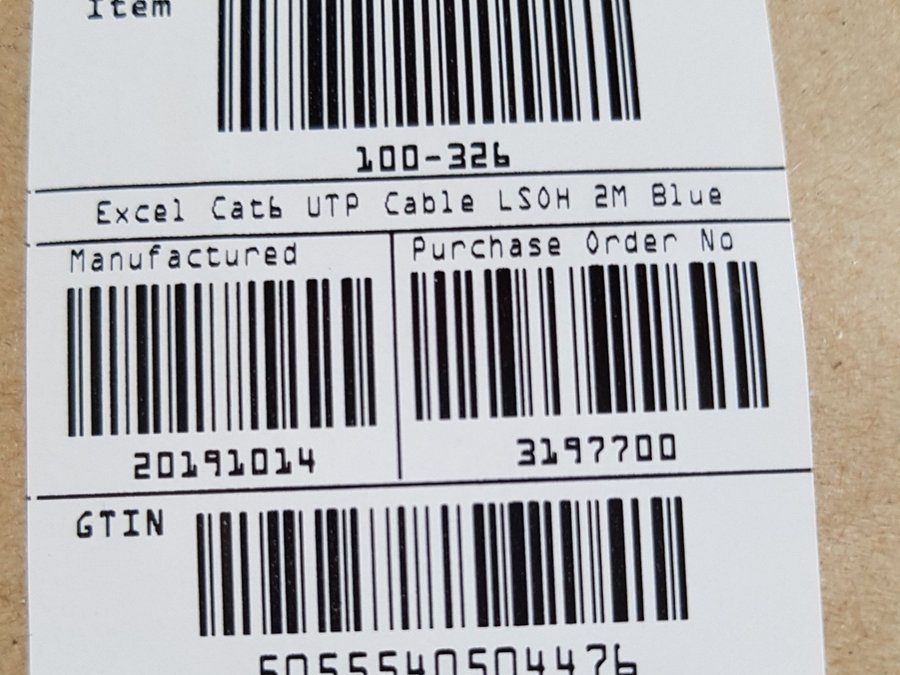 Item
100-326
Excel Cat6 UTP Cable LSOH 2M Blue
Manufactured
Purchase Order No
20191014
3197700
GTIN
5055540504476